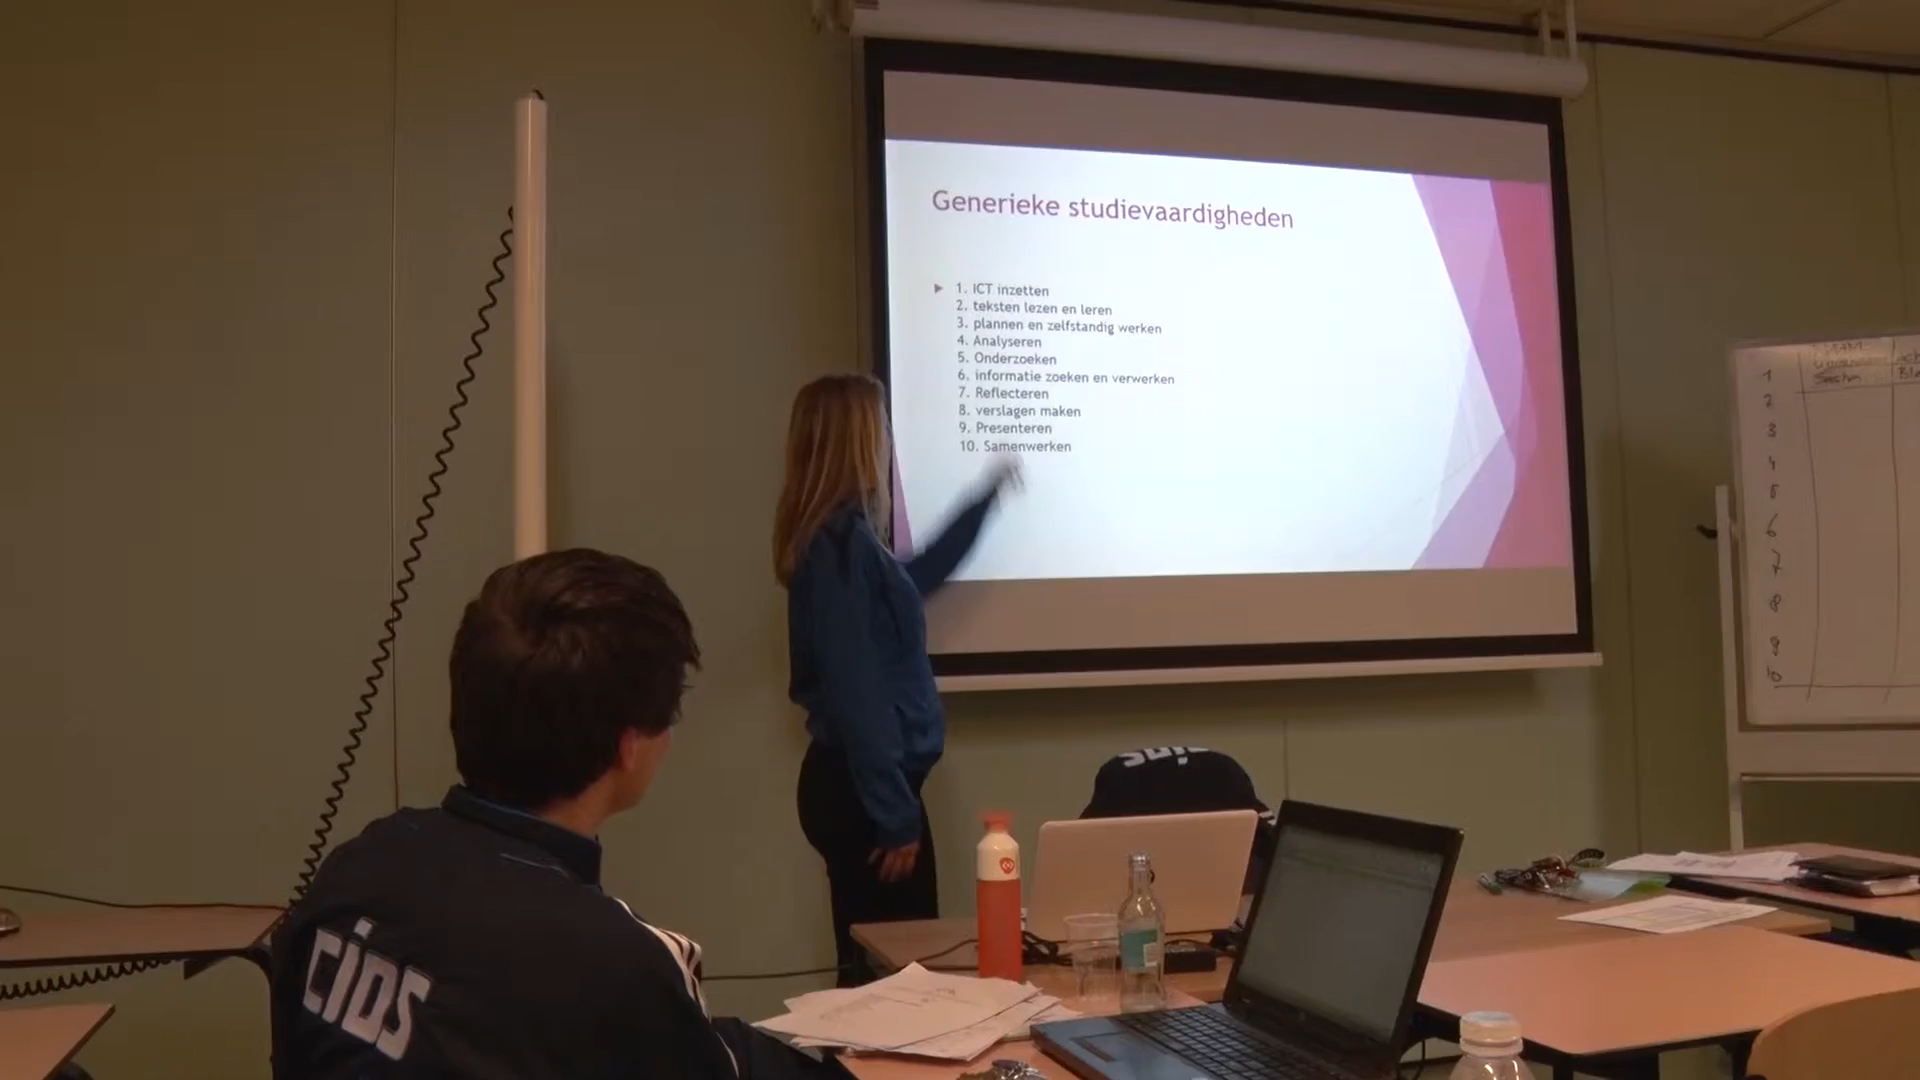 Generieke studievaardigheden
1. ICT inzetten
2. teksten lezen en leren
3. plannen en zelfstandig werken
4. Analyseren
5. Onderzoeken
6. informatie zoeken en verwerken
7. Reflecteren
8. verslagen maken
9. Presenteren
10. Samenwerken
1
2
3
4
5
6
7
8
9
10
cios
cios